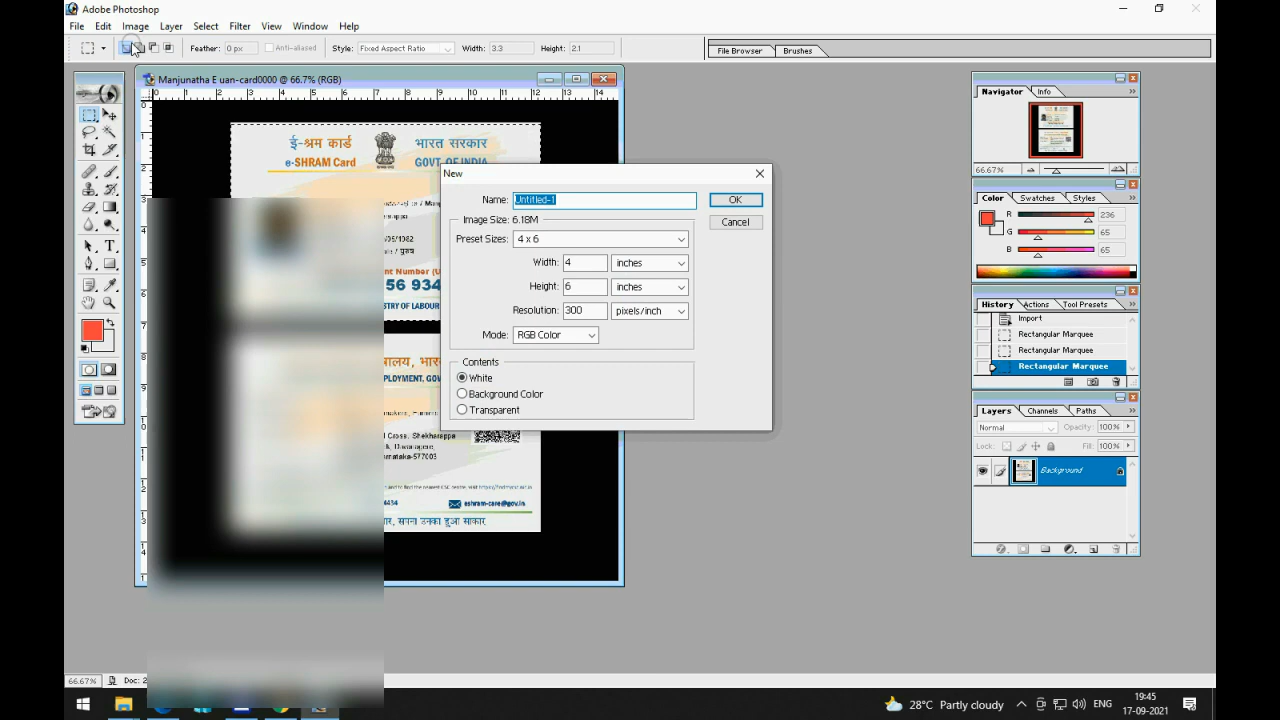 Adobe Photoshop
File Edit Image Layer Select Filter View Window Help
Feather: 0 px Anti-aliased Style: Fixed Aspect Ratio Width: 3.3 Height: 2.1 File Browser Brushes
Manjunatha E uan-card0000 @ 66.7% (RGB)
ई-श्रम कार्ड भारत सरकार
e-SHRAM Card GOVT. OF INDIA
New
Name: Untitled-1 OK
Image Size: 6.18M Cancel
Preset Sizes: 4 x 6
Width: 4 inches
Height: 6 inches
Resolution: 300 pixels/inch
Mode: RGB Color
Contents
White
Background Color
Transparent
56 934
STRY OF LABOUR
PLOYMENT, GOV
Cross, Shekharappa
Davanagere
rnataka-577003
eshram-care@gov.in
सपना उनका हुआ साकार
Navigator Info
66.67%
Color Swatches Styles
R 236
G 65
B 65
History Actions Tool Presets
Import
Rectangular Marquee
Rectangular Marquee
Rectangular Marquee
Layers Channels Paths
Normal Opacity: 100%
Lock: Fill: 100%
Background
66.67% Doc: 2
28°C Partly cloudy ENG 19:45
17-09-2021